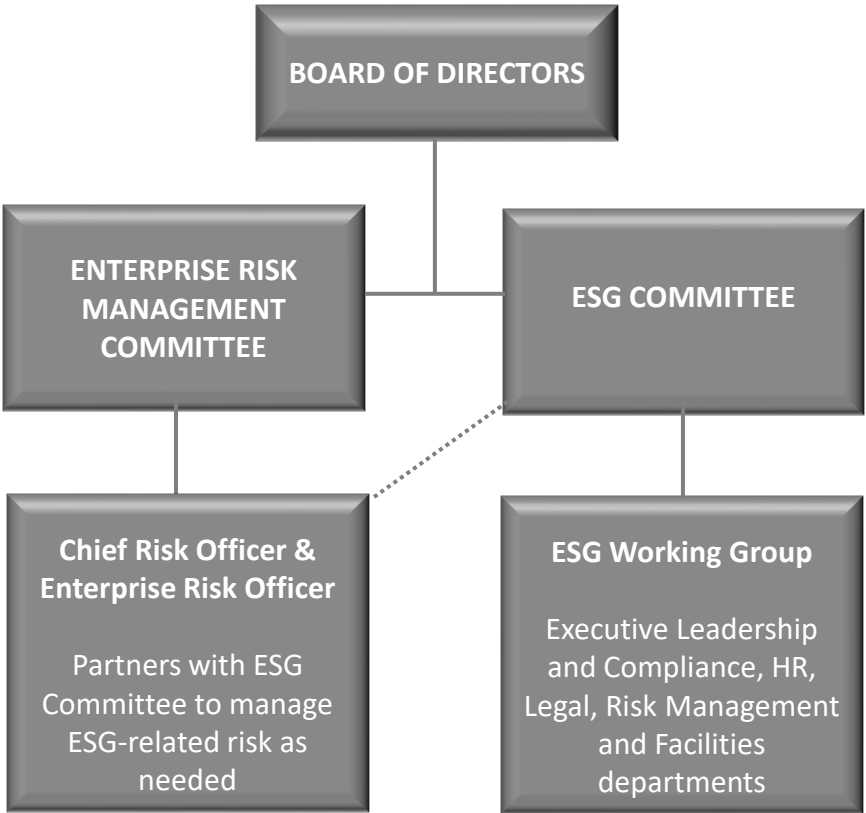 BOARD OF DIRECTORS
ENTERPRISE RISK
MANAGEMENT
COMMITTEE
ESG COMMITTEE
Chief Risk Officer &
Enterprise Risk Officer
Partners with ESG
Committee to manage
ESG-related risk as
needed
ESG Working Group
Executive Leadership
and Compliance, HR,
Legal, Risk Management
and Facilities
departments